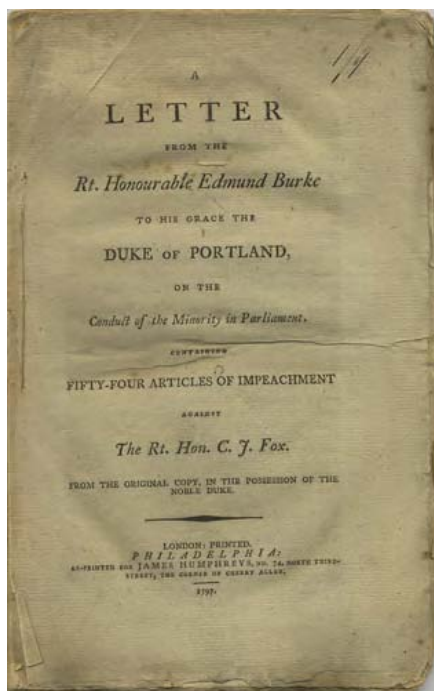 1/9
A
LETTER
FROM THE
Rt. Honourable Edmund Burke
TO HIS GRACE THE
DUKE OF PORTLAND,
ON THE
Conduct of the Minority in Parliament.
CONTAINING
FIFTY-FOUR ARTICLES OF IMPEACHMENT
AGAINST
The Rt. Hon. C. J. Fox.
FROM THE ORIGINAL COPY, IN THE POSSESSION OF THE
NOBLE DUKE.
LONDON: PRINTED.
PHILADELPHIA:
RE-PRINTED FOR JAMES HUMPHREYS, NO. 74, NORTH THIRD-
STREET, THE CORNER OF CHERRY ALLEY,
1797.